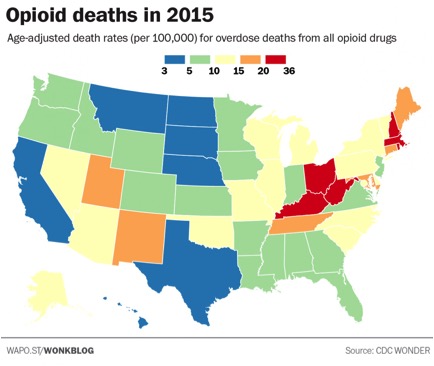 Opioid deaths in 2015
Age-adjusted death rates (per 100,000) for overdose deaths from all opioid drugs
3 5 10 15 20 36
WAPO.ST/WONKBLOG
Source: CDC WONDER